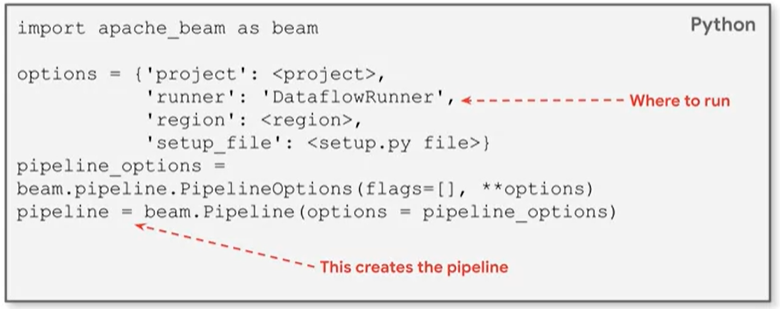 Python
import apache_beam as beam
options = {'project': <project>,
'runner': 'DataflowRunner',
Where to run
'region': <region>,
'setup_file': <setup.py file>}
pipeline_options =
beam.pipeline.PipelineOptions(flags=[], **options)
pipeline = beam.Pipeline(options = pipeline_options)
This creates the pipeline